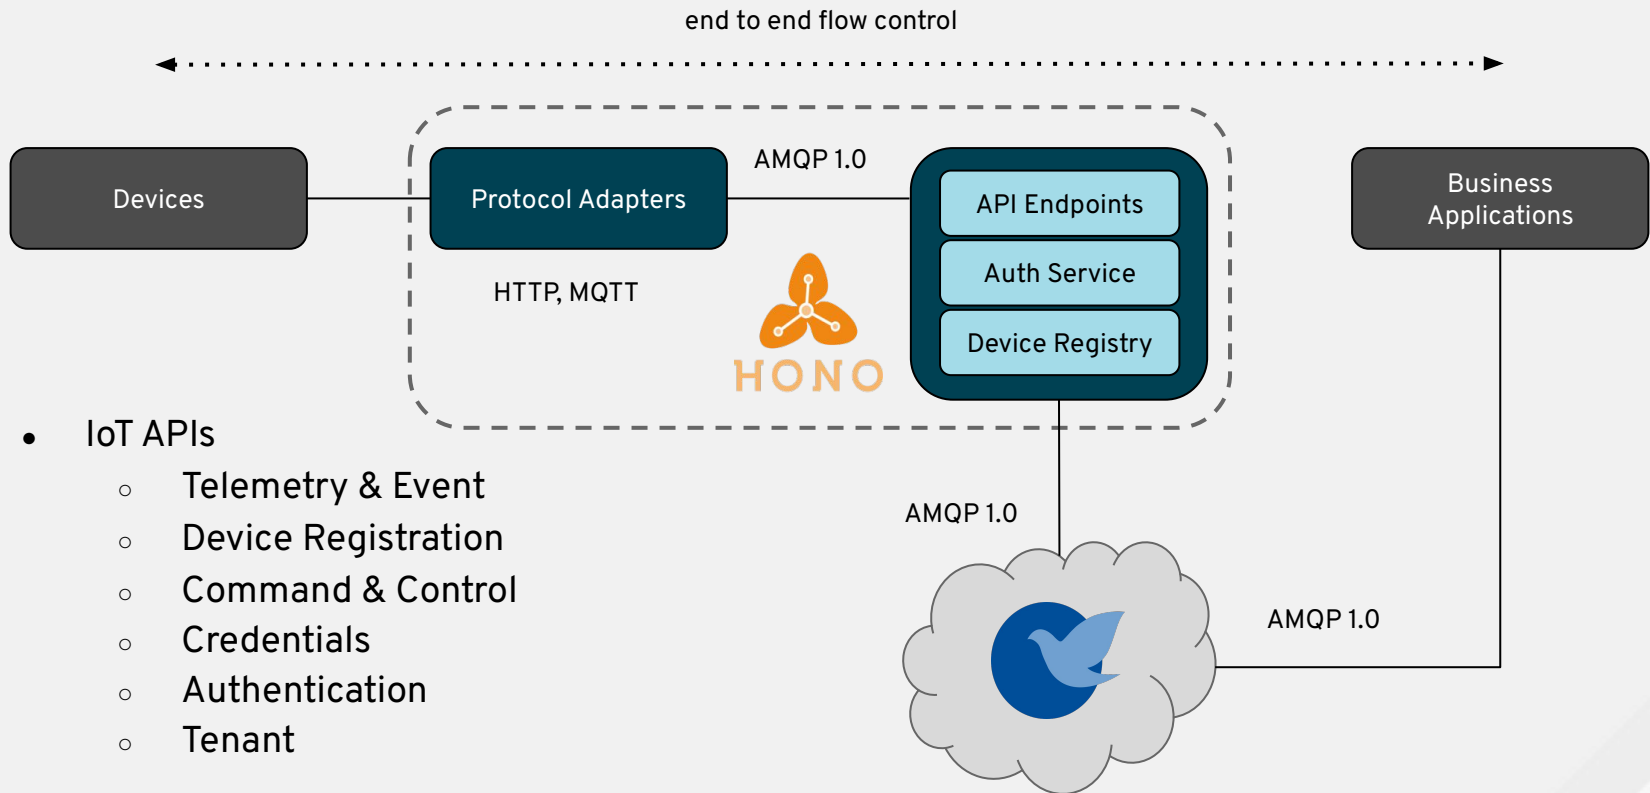 end to end flow control
Devices
Protocol Adapters
AMQP 1.0
API Endpoints
Auth Service
Device Registry
Business
Applications
HTTP, MQTT
HONO
IoT APIs
Telemetry & Event
Device Registration
Command & Control
Credentials
Authentication
Tenant
AMQP 1.0
AMQP 1.0